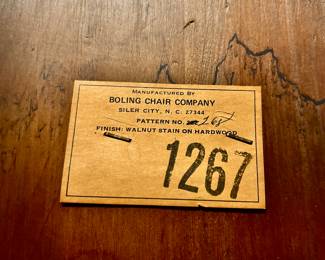 MANUFACTURED BY
BOLING CHAIR COMPANY
SILER CITY, N. C. 27344
PATTERN NO.
FINISH: WALNUT STAIN ON HARDWOOD
1267